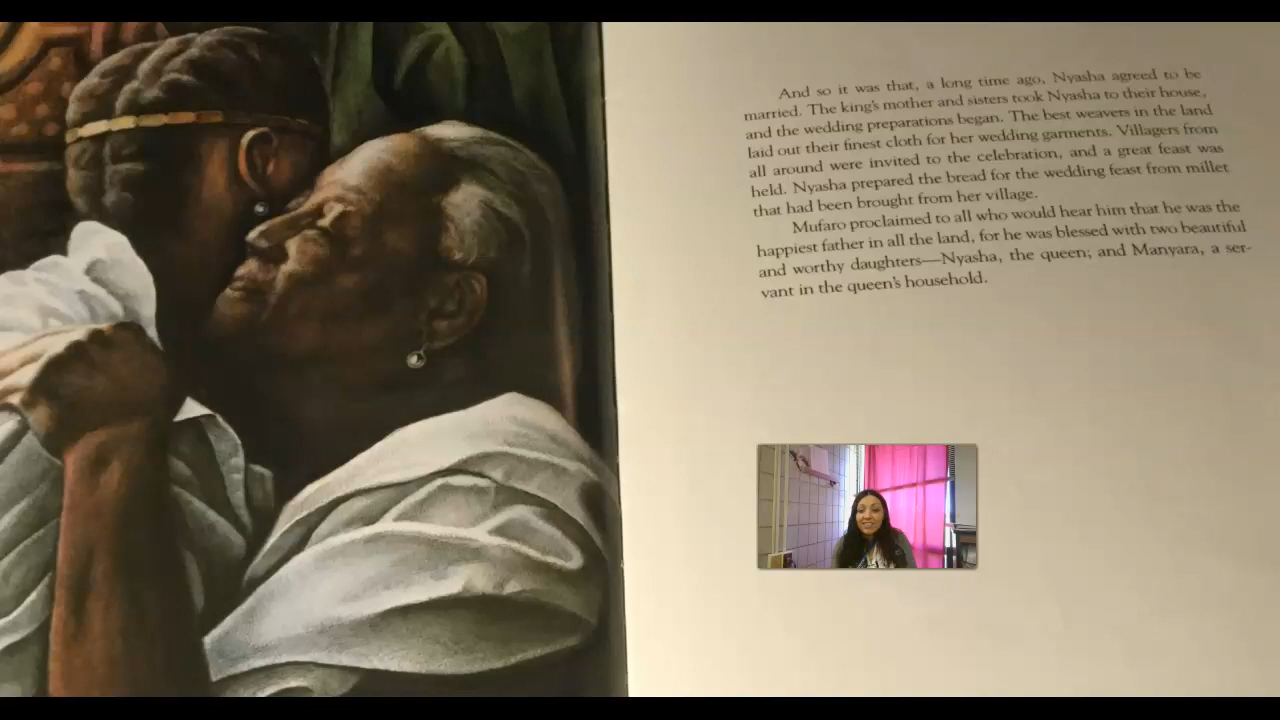 And so it was that, a long time ago, Nyasha agreed to be
married. The king's mother and sisters took Nyasha to their house,
and the wedding preparations began. The best weavers in the land
laid out their finest cloth for her wedding garments. Villagers from
all around were invited to the celebration, and a great feast was
held. Nyasha prepared the bread for the wedding feast from millet
that had been brought from her village.
Mufaro proclaimed to all who would hear him that he was the
happiest father in all the land, for he was blessed with two beautiful
and worthy daughters—Nyasha, the queen; and Manyara, a ser-
vant in the queen's household.